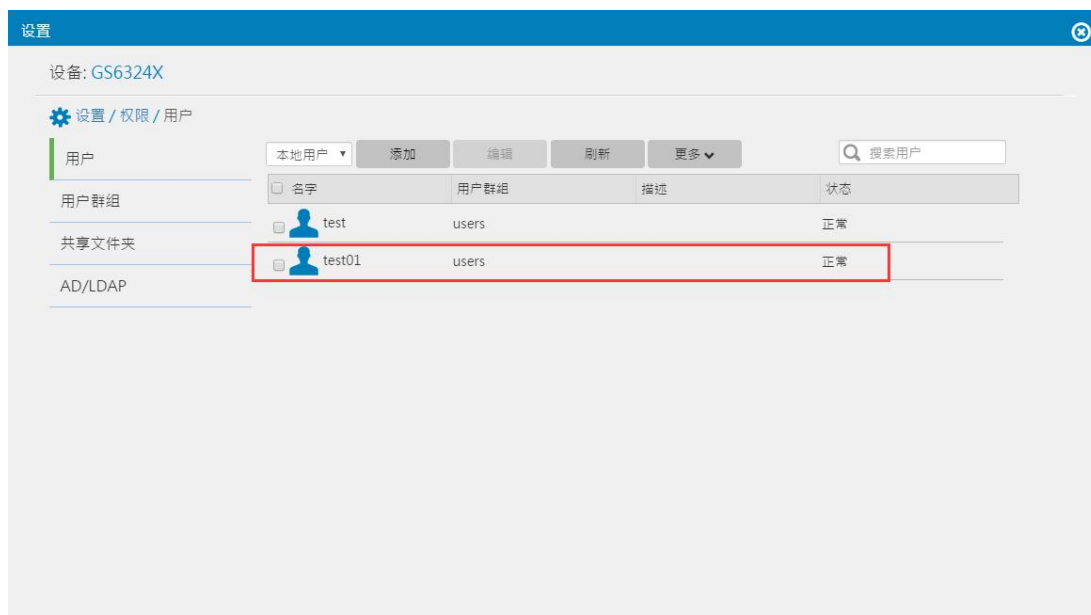 设置
设备: GS6324X
设置 / 权限 / 用户
用户
用户群组
共享文件夹
AD/LDAP
本地用户 添加 编辑 刷新 更多 搜索用户
名字 用户群组 描述 状态
test users 正常
test01 users 正常